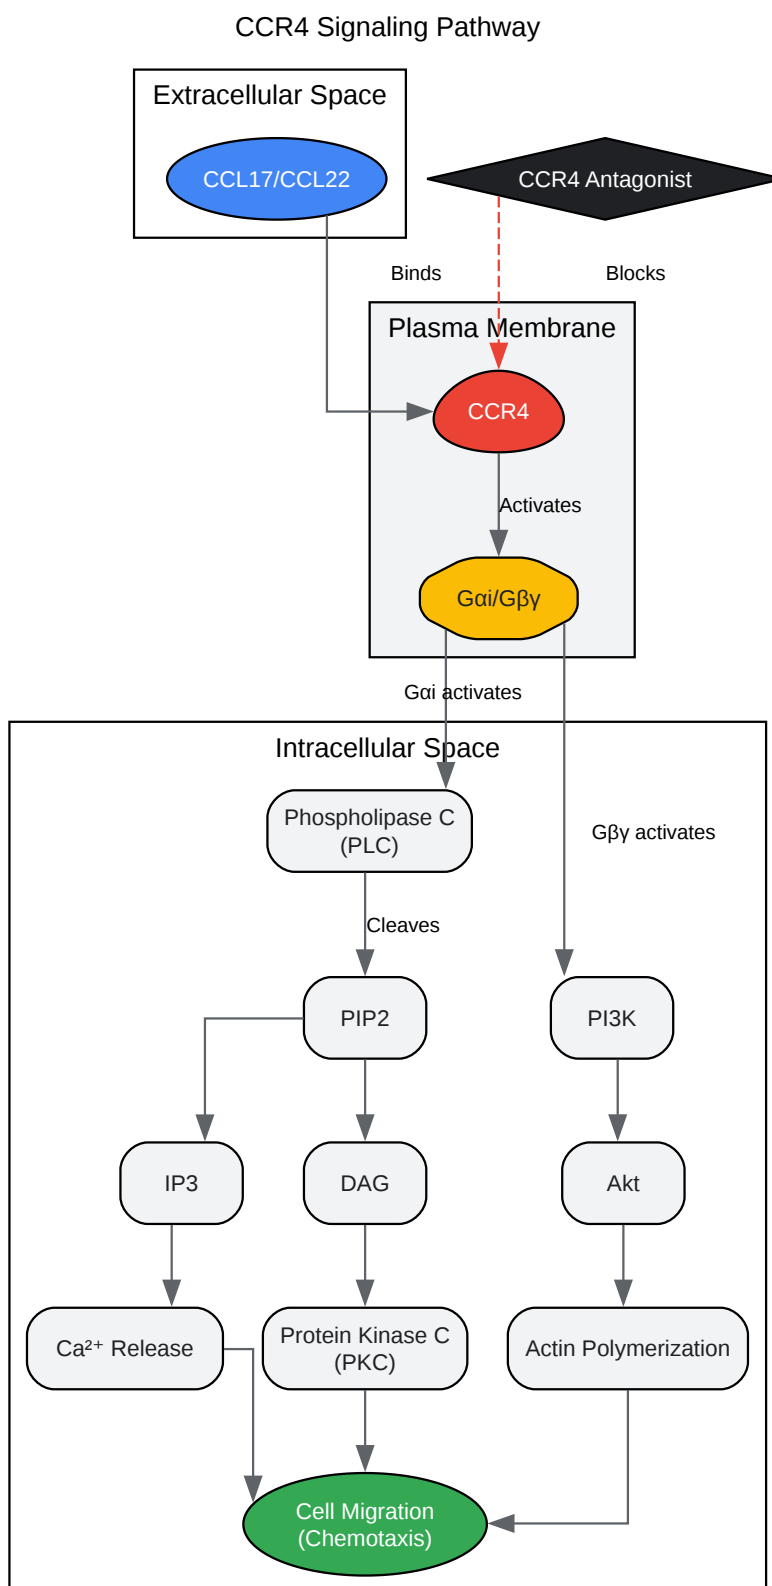 CCR4 Signaling Pathway
Extracellular Space
CCL17/CCL22
CCR4 Antagonist
Binds
Blocks
Plasma Membrane
CCR4
Activates
Gαi/Gβγ
Gαi activates
Intracellular Space
Phospholipase C
(PLC)
Gβγ activates
Cleaves
PIP2
PI3K
IP3
DAG
Akt
Ca²⁺ Release
Protein Kinase C
(PKC)
Actin Polymerization
Cell Migration
(Chemotaxis)